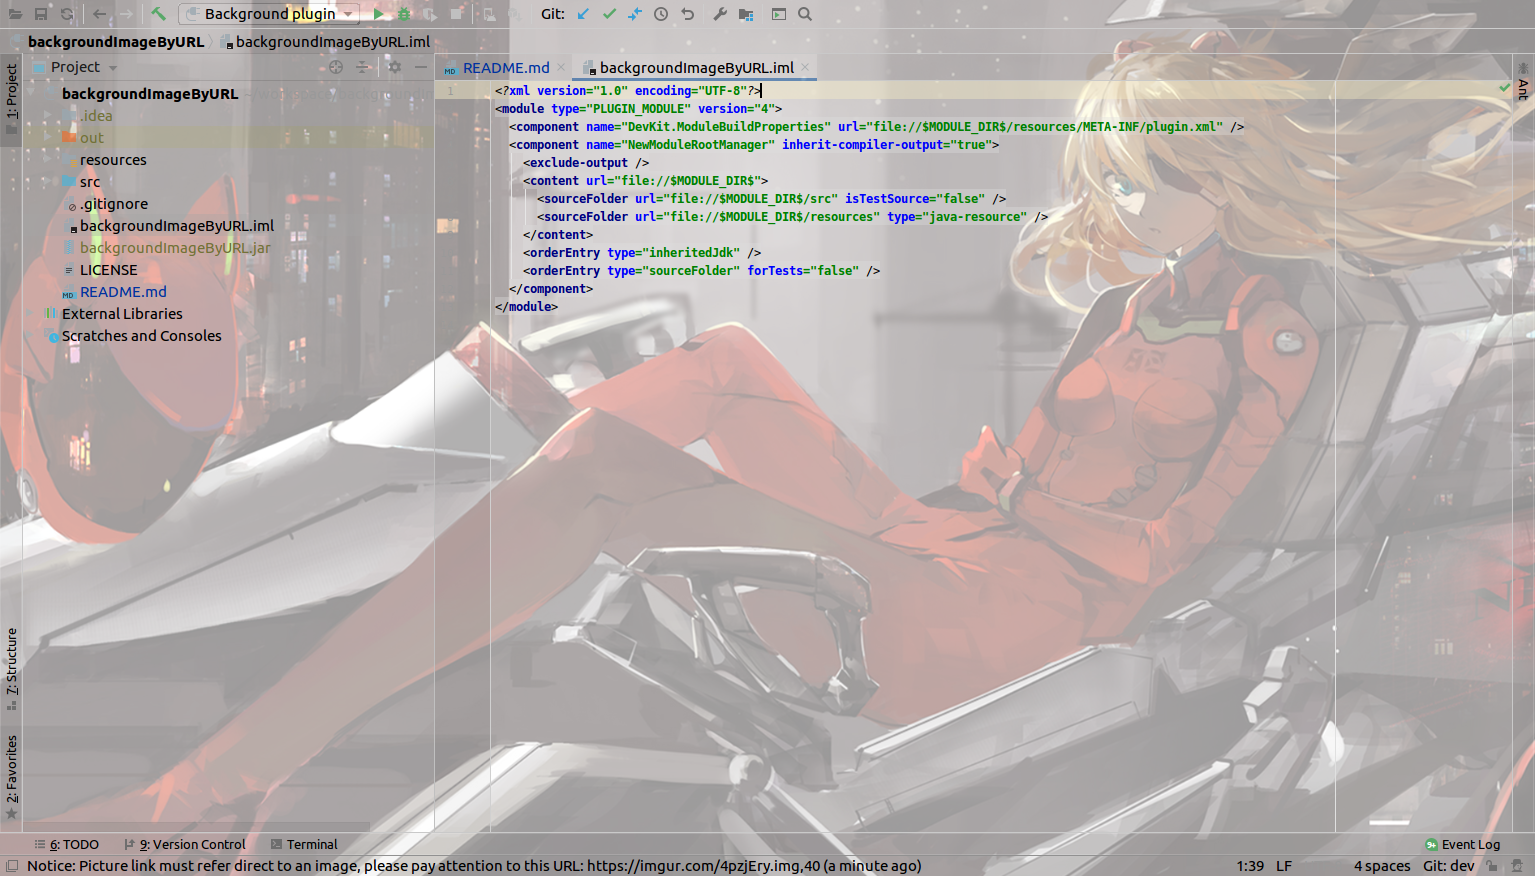 Background plugin
Git:
backgroundImageByURL
backgroundImageByURL.iml
1: Project
Project
README.md
backgroundImageByURL.iml
Ant
backgroundImageByURL
.idea
out
resources
src
.gitignore
backgroundImageByURL.iml
backgroundImageByURL.jar
LICENSE
MD README.md
External Libraries
Scratches and Consoles
1
<?xml version="1.0" encoding="UTF-8"?>
<module type="PLUGIN_MODULE" version="4">
<component name="DevKit.ModuleBuildProperties" url="file://$MODULE_DIR$/resources/META-INF/plugin.xml" />
<component name="NewModuleRootManager" inherit-compiler-output="true">
<exclude-output />
<content url="file://$MODULE_DIR$">
<sourceFolder url="file://$MODULE_DIR$/src" isTestSource="false" />
<sourceFolder url="file://$MODULE_DIR$/resources" type="java-resource" />
</content>
<orderEntry type="inheritedJdk" />
<orderEntry type="sourceFolder" forTests="false" />
</component>
</module>
7: Structure
2: Favorites
6: TODO
9: Version Control
Terminal
Event Log
Notice: Picture link must refer direct to an image, please pay attention to this URL: https://imgur.com/4pzjEry.img,40 (a minute ago)
1:39
LF
4 spaces
Git: dev